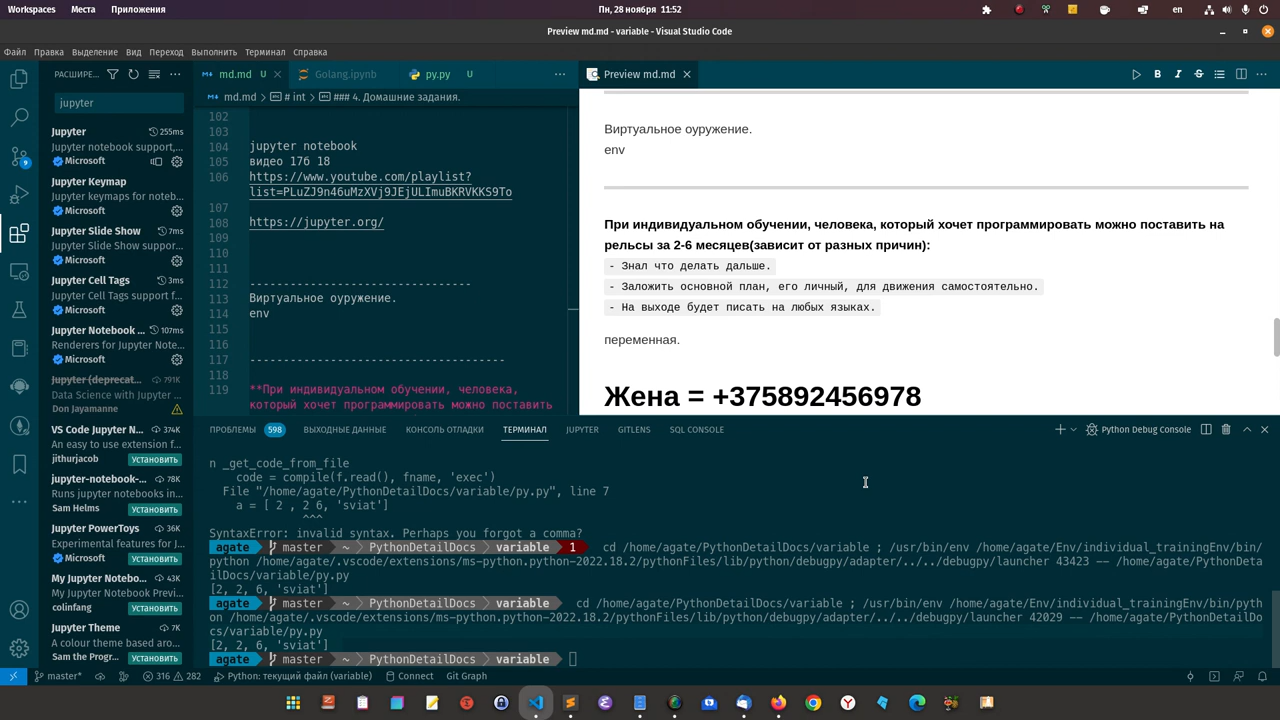 Workspaces Места Приложения
Пн, 28 ноября 11:52
en
Preview md.md - variable - Visual Studio Code
Файл Правка Выделение Вид Переход Выполнить Терминал Справка
РАСШИРЕ...
jupyter
Jupyter 255ms
Jupyter notebook support,...
Microsoft
Jupyter Keymap
Jupyter keymaps for noteb...
Microsoft
Jupyter Slide Show 7ms
Jupyter Slide Show suppor...
Microsoft
Jupyter Cell Tags 3ms
Jupyter Cell Tags support f...
Microsoft
Jupyter Notebook ... 107ms
Renderers for Jupyter Note...
Microsoft
Jupyter (deprecat... 791K
Data Science with Jupyter ...
Don Jayamanne
VS Code Jupyter N... 374K
An easy to use extension f...
jithurjacob Установить
jupyter-notebook-... 78K
Runs jupyter notebooks in...
Sam Helms Установить
Jupyter PowerToys 36K
Experimental features for J...
Microsoft Установить
My Jupyter Notebo... 43K
My Jupyter Notebook Previ...
colinfang Установить
Jupyter Theme 7K
A colour theme based aro...
Sam the Progr... Установить
9
md.md U Golang.ipynb py.py U
md.md > # int > ### 4. Домашние задания.
102
103
104 jupyter notebook
105 видео 17б 18
106 https://www.youtube.com/playlist?
list=PLuZJ9n46uMzXVj9JEjULImuBKRVKKS9To
107
108 https://jupyter.org/
109
110
111
112 ---------------------------------
113 Виртуальное оуружение.
114 env
115
116
117 --------------------------------------
118
119 **При индивидуальном обучении, человека,
который хочет программировать можно поставить
Preview md.md
Виртуальное оуружение.
env
При индивидуальном обучении, человека, который хочет программировать можно поставить на
рельсы за 2-6 месяцев(зависит от разных причин):
- Знал что делать дальше.
- Заложить основной план, его личный, для движения самостоятельно.
- На выходе будет писать на любых языках.
переменная.
Жена = +375892456978
ПРОБЛЕМЫ 598 ВЫХОДНЫЕ ДАННЫЕ КОНСОЛЬ ОТЛАДКИ ТЕРМИНАЛ JUPYTER GITLENS SQL CONSOLE
Python Debug Console
n _get_code_from_file
code = compile(f.read(), fname, 'exec')
File "/home/agate/PythonDetailDocs/variable/py.py", line 7
a = [ 2 , 2 6, 'sviat']
^^^
SyntaxError: invalid syntax. Perhaps you forgot a comma?
agate master ~ PythonDetailDocs variable 1 cd /home/agate/PythonDetailDocs/variable ; /usr/bin/env /home/agate/Env/individual_trainingEnv/bin/
python /home/agate/.vscode/extensions/ms-python.python-2022.18.2/pythonFiles/lib/python/debugpy/adapter/../../debugpy/launcher 43423 -- /home/agate/PythonDeta
ilDocs/variable/py.py
[2, 2, 6, 'sviat']
agate master ~ PythonDetailDocs variable cd /home/agate/PythonDetailDocs/variable ; /usr/bin/env /home/agate/Env/individual_trainingEnv/bin/pyth
on /home/agate/.vscode/extensions/ms-python.python-2022.18.2/pythonFiles/lib/python/debugpy/adapter/../../debugpy/launcher 42029 -- /home/agate/PythonDetailDo
cs/variable/py.py
[2, 2, 6, 'sviat']
agate master ~ PythonDetailDocs variable
master* 316 282 Python: текущий файл (variable) Connect Git Graph